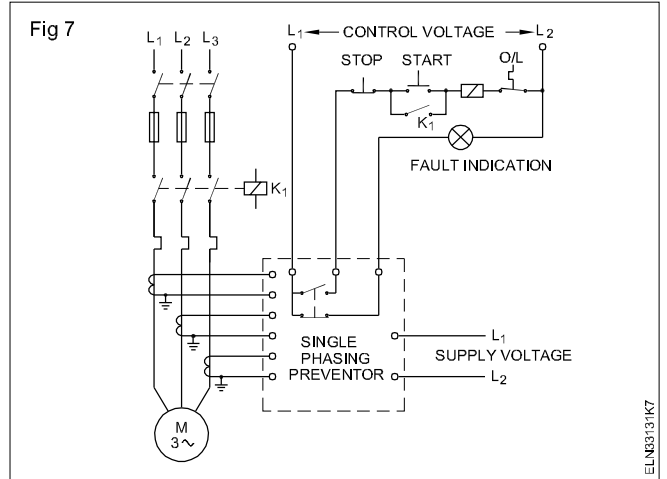 Fig 7
L1 L2 L3
L1 CONTROL VOLTAGE L2
STOP START O/L
K1
FAULT INDICATION
K1
SINGLE
PHASING
PREVENTOR
L1
SUPPLY VOLTAGE
L2
M
3~
ELN33131K7